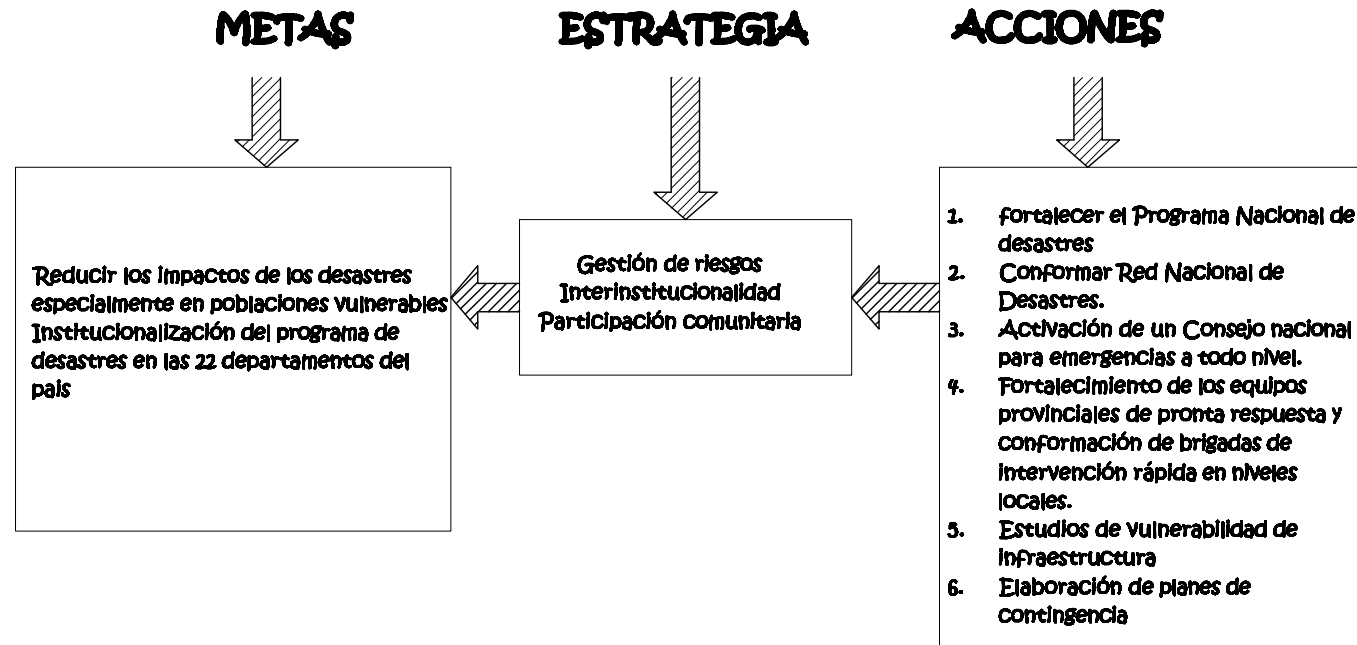 METAS
ESTRATEGIA
ACCIONES
Reducir los impactos de los desastres
especialmente en poblaciones vulnerables
Institucionalización del programa de
desastres en las 22 departamentos del
pais
Gestión de riesgos
Interinstitucionalidad
Participación comunitaria
1. fortalecer el Programa Nacional de
desastres
2. Conformar Red Nacional de
Desastres.
3. Activación de un Consejo nacional
para emergencias a todo nivel.
4. Fortalecimiento de los equipos
provinciales de pronta respuesta y
conformación de brigadas de
intervención rápida en niveles
locales.
5. Estudios de vulnerabilidad de
infraestructura
6. Elaboración de planes de
contingencia